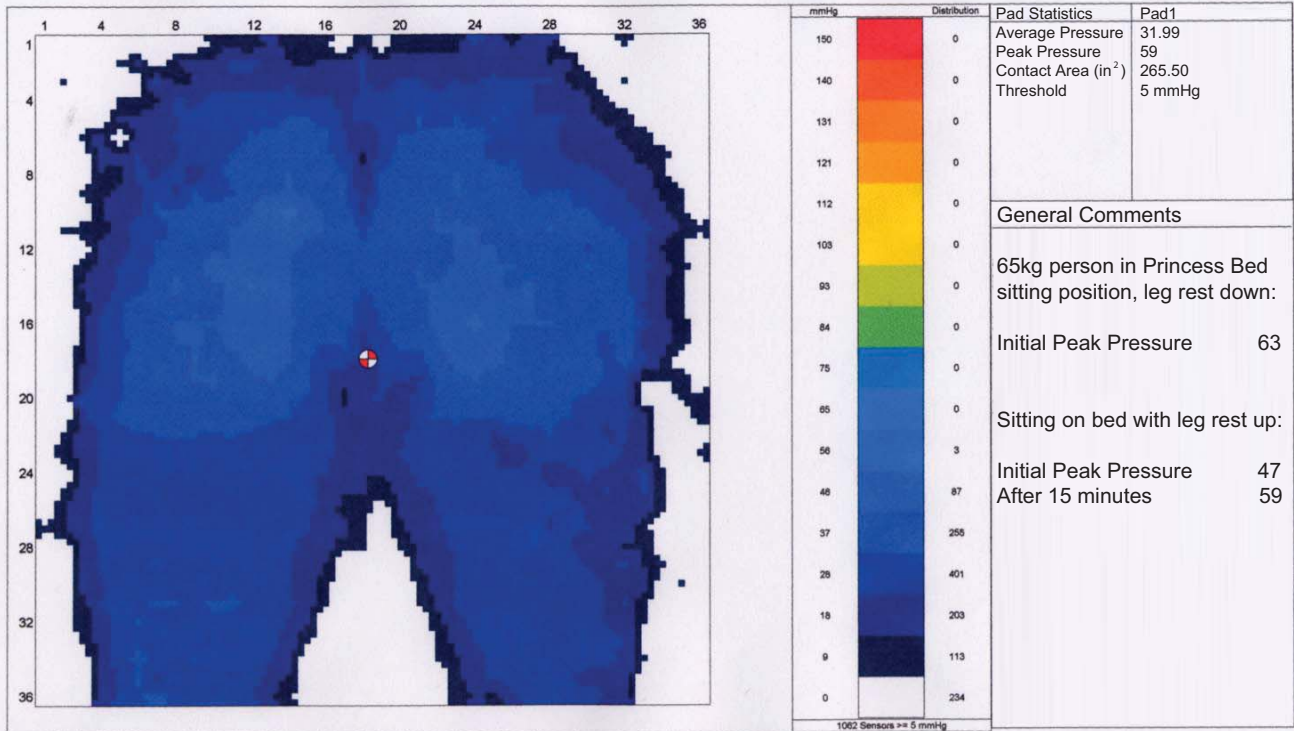 1 4 8 12 16 20 24 28 32 36
1
4
8
12
16
20
24
28
32
36
mmHg Distribution
150 0
140 0
131 0
121 0
112 0
103 0
93 0
84 0
75 0
65 0
56 3
46 87
37 255
28 401
18 203
9 113
0 234
1062 Sensors >= 5 mmHg
Pad Statistics Pad1
Average Pressure 31.99
Peak Pressure 59
Contact Area (in²) 265.50
Threshold 5 mmHg
General Comments
65kg person in Princess Bed
sitting position, leg rest down:
Initial Peak Pressure 63
Sitting on bed with leg rest up:
Initial Peak Pressure 47
After 15 minutes 59